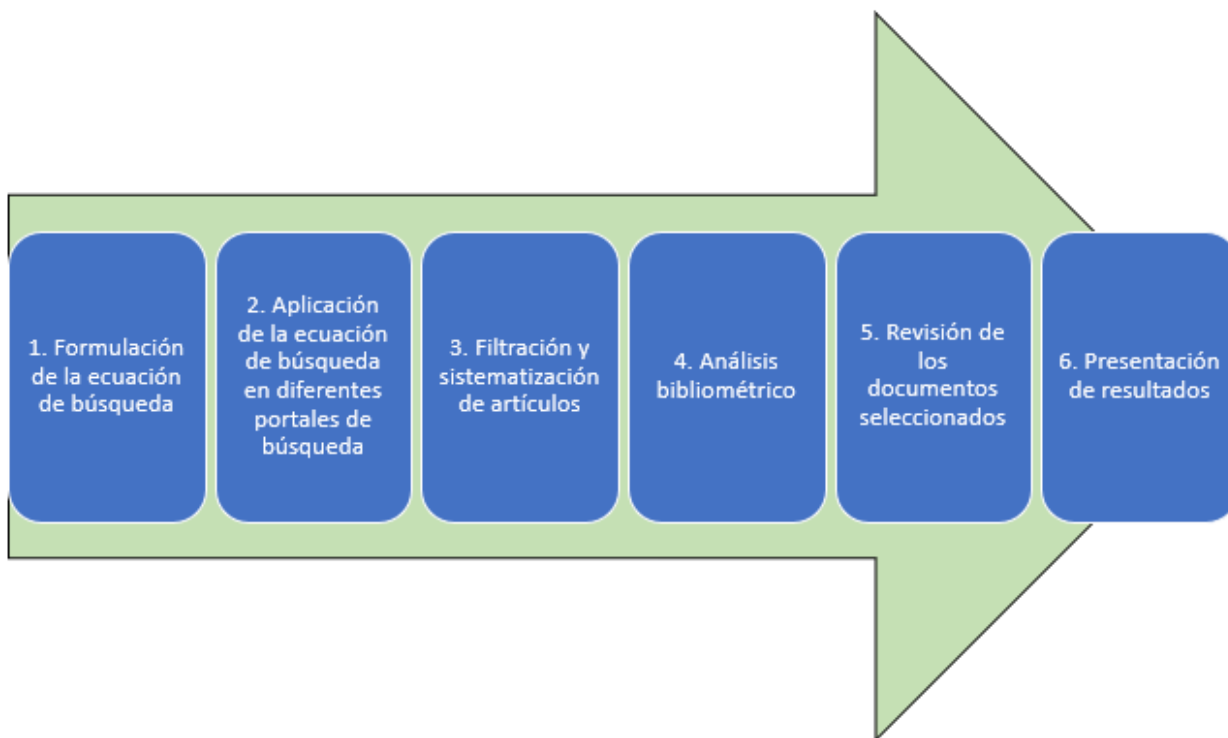 1. Formulación
de la ecuación
de búsqueda
2. Aplicación
de la ecuación
de búsqueda
en diferentes
portales de
búsqueda
3. Filtración y
sistematización
de artículos
4. Análisis
bibliométrico
5. Revisión de
los
documentos
seleccionados
6. Presentación
de resultados